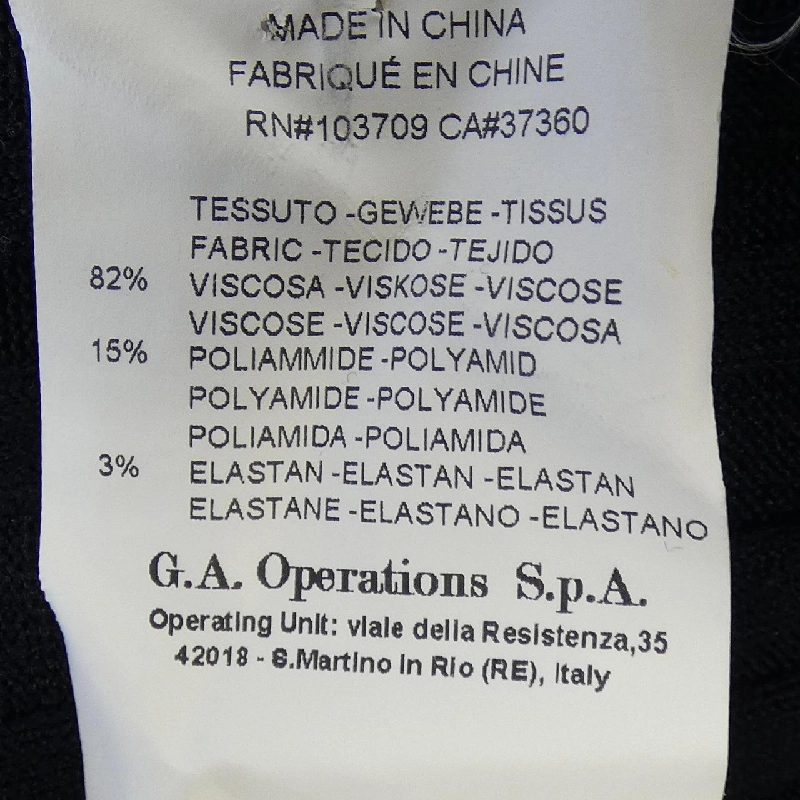 MADE IN CHINA
FABRIQUÉ EN CHINE
RN#103709 CA#37360
TESSUTO -GEWEBE -TISSUS
FABRIC -TECIDO -TEJIDO
82% VISCOSA -VISKOSE -VISCOSE
VISCOSE -VISCOSE -VISCOSA
15% POLIAMMIDE -POLYAMID
POLYAMIDE -POLYAMIDE
POLIAMIDA -POLIAMIDA
3% ELASTAN -ELASTAN -ELASTAN
ELASTANE -ELASTANO -ELASTANO
G.A. Operations S.p.A.
Operating Unit: viale della Resistenza,35
42018 - S.Martino in Rio (RE), Italy